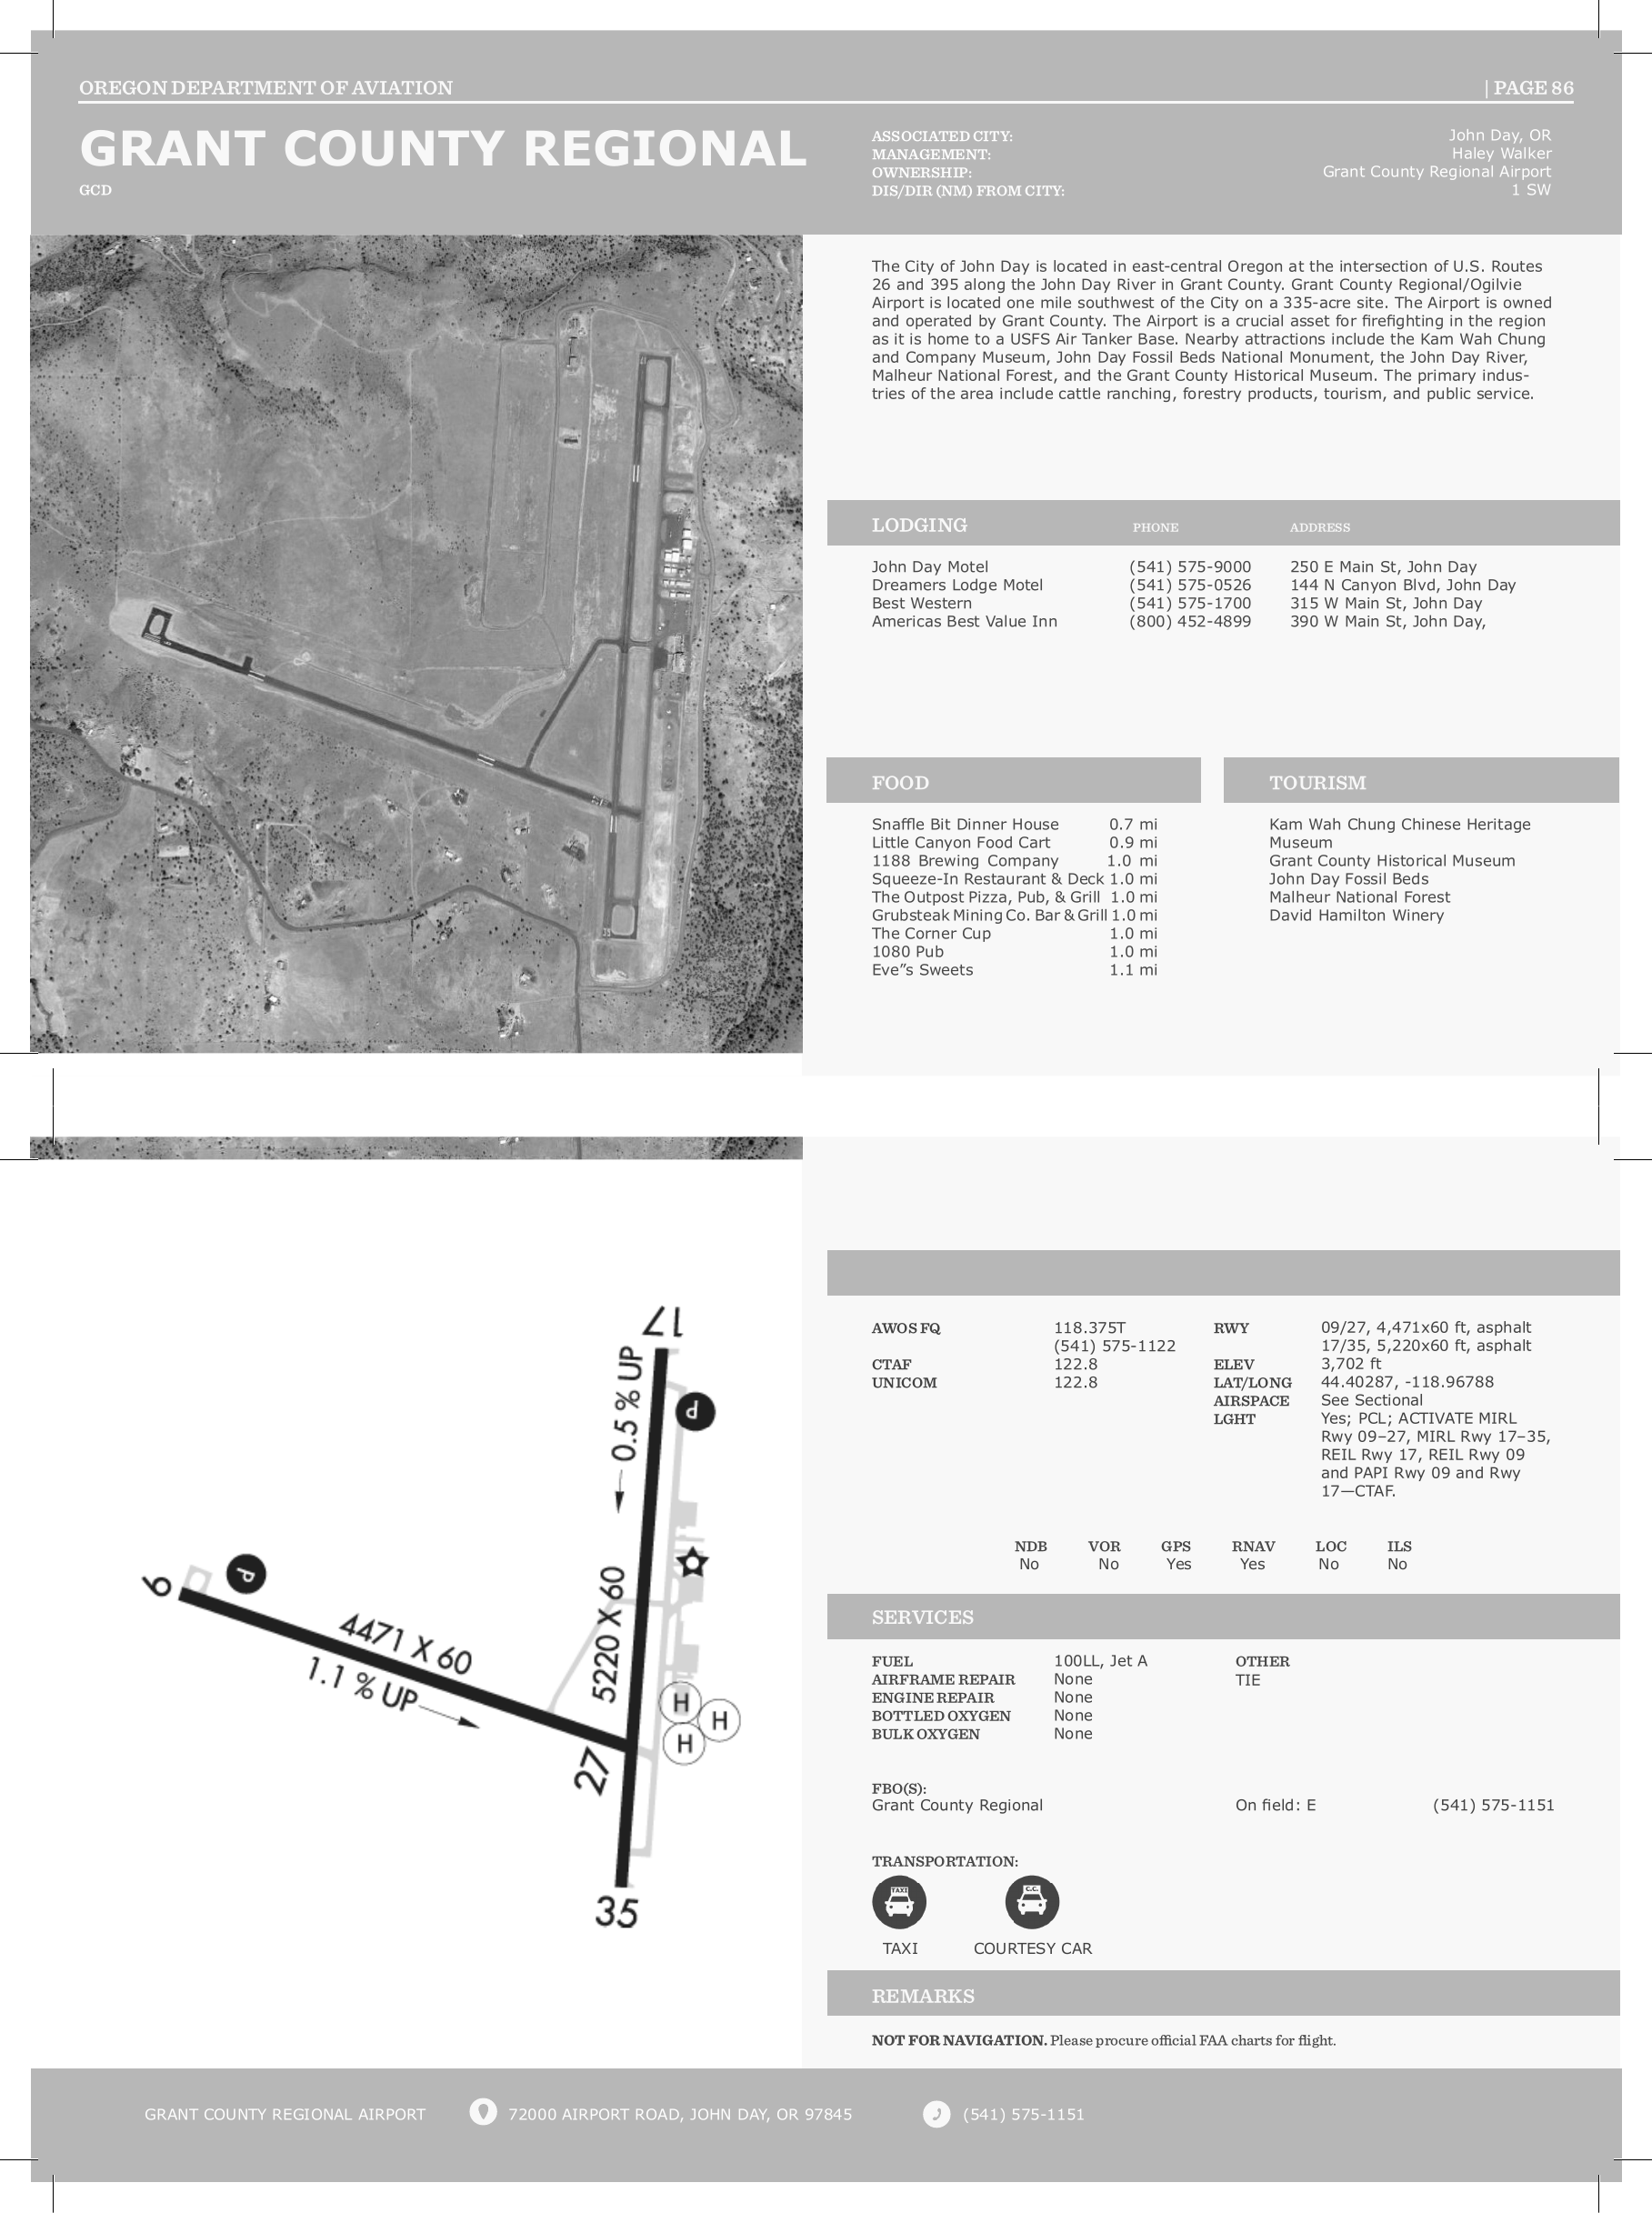 OREGON DEPARTMENT OF AVIATION
| PAGE 86
GRANT COUNTY REGIONAL
GCD
ASSOCIATED CITY: John Day, OR
MANAGEMENT: Haley Walker
OWNERSHIP: Grant County Regional Airport
DIS/DIR (NM) FROM CITY: 1 SW
The City of John Day is located in east-central Oregon at the intersection of U.S. Routes
26 and 395 along the John Day River in Grant County. Grant County Regional/Ogilvie
Airport is located one mile southwest of the City on a 335-acre site. The Airport is owned
and operated by Grant County. The Airport is a crucial asset for firefighting in the region
as it is home to a USFS Air Tanker Base. Nearby attractions include the Kam Wah Chung
and Company Museum, John Day Fossil Beds National Monument, the John Day River,
Malheur National Forest, and the Grant County Historical Museum. The primary indus-
tries of the area include cattle ranching, forestry products, tourism, and public service.
LODGING PHONE ADDRESS
John Day Motel (541) 575-9000 250 E Main St, John Day
Dreamers Lodge Motel (541) 575-0526 144 N Canyon Blvd, John Day
Best Western (541) 575-1700 315 W Main St, John Day
Americas Best Value Inn (800) 452-4899 390 W Main St, John Day,
FOOD
Snaffle Bit Dinner House 0.7 mi
Little Canyon Food Cart 0.9 mi
1188 Brewing Company 1.0 mi
Squeeze-In Restaurant & Deck 1.0 mi
The Outpost Pizza, Pub, & Grill 1.0 mi
Grubsteak Mining Co. Bar & Grill 1.0 mi
The Corner Cup 1.0 mi
1080 Pub 1.0 mi
Eve”s Sweets 1.1 mi
TOURISM
Kam Wah Chung Chinese Heritage
Museum
Grant County Historical Museum
John Day Fossil Beds
Malheur National Forest
David Hamilton Winery
17
0.5 % UP
P
9
P
4471 X 60
1.1 % UP
5220 X 60
H
H
H
27
35
AWOS FQ 118.375T
(541) 575-1122
CTAF 122.8
UNICOM 122.8
RWY 09/27, 4,471x60 ft, asphalt
17/35, 5,220x60 ft, asphalt
ELEV 3,702 ft
LAT/LONG 44.40287, -118.96788
AIRSPACE See Sectional
LGHT Yes; PCL; ACTIVATE MIRL
Rwy 09–27, MIRL Rwy 17–35,
REIL Rwy 17, REIL Rwy 09
and PAPI Rwy 09 and Rwy
17—CTAF.
NDB VOR GPS RNAV LOC ILS
No No Yes Yes No No
SERVICES
FUEL 100LL, Jet A
AIRFRAME REPAIR None
ENGINE REPAIR None
BOTTLED OXYGEN None
BULK OXYGEN None
OTHER
TIE
FBO(S):
Grant County Regional On field: E (541) 575-1151
TRANSPORTATION:
TAXI C.C.
TAXI COURTESY CAR
REMARKS
NOT FOR NAVIGATION. Please procure official FAA charts for flight.
GRANT COUNTY REGIONAL AIRPORT 72000 AIRPORT ROAD, JOHN DAY, OR 97845 (541) 575-1151